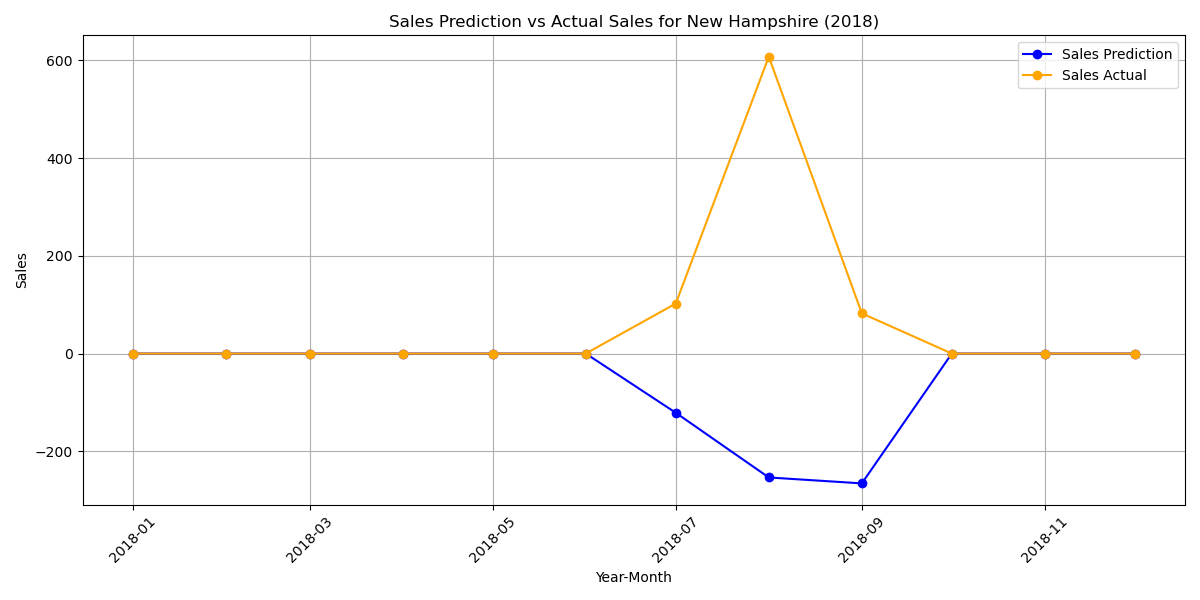 Sales Prediction vs Actual Sales for New Hampshire (2018)
Sales Prediction
Sales Actual
600
400
200
0
−200
Sales
2018-01
2018-03
2018-05
2018-07
2018-09
2018-11
Year-Month